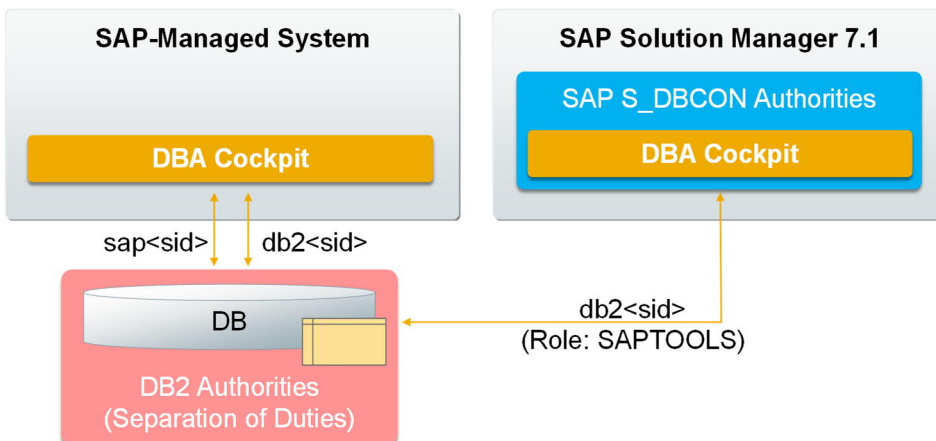 SAP-Managed System
DBA Cockpit
SAP Solution Manager 7.1
SAP S_DBCON Authorities
DBA Cockpit
sap<sid>
db2<sid>
DB
DB2 Authorities
(Separation of Duties)
db2<sid>
(Role: SAPTOOLS)